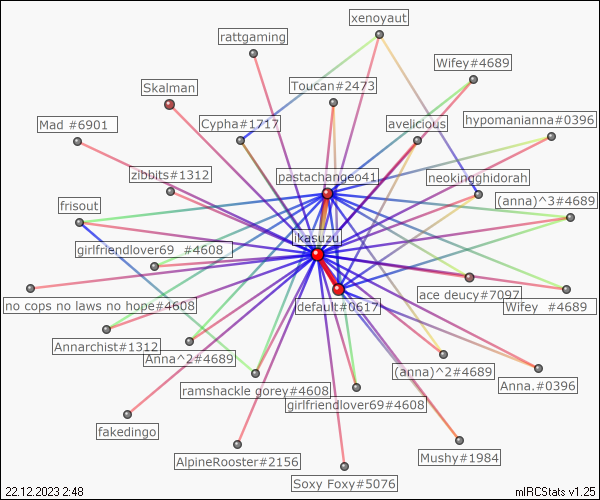 xenoyaut
rattgaming
Wifey#4689
Skalman
Toucan#2473
Mad #6901
Cypha#1717
avelicious
hypomanianna#0396
zibbits#1312
pastachangeo41
neokingghidorah
frisout
(anna)^3#4689
ikasuzu
girlfriendlover69 #4608
no cops no laws no hope#4608
default#0617
ace deucy#7097
Wifey #4689
Annarchist#1312
Anna^2#4689
(anna)^2#4689
ramshackle gorey#4608
Anna.#0396
girlfriendlover69#4608
fakedingo
AlpineRooster#2156
Mushy#1984
Soxy Foxy#5076
22.12.2023 2:48
mIRCStats v1.25